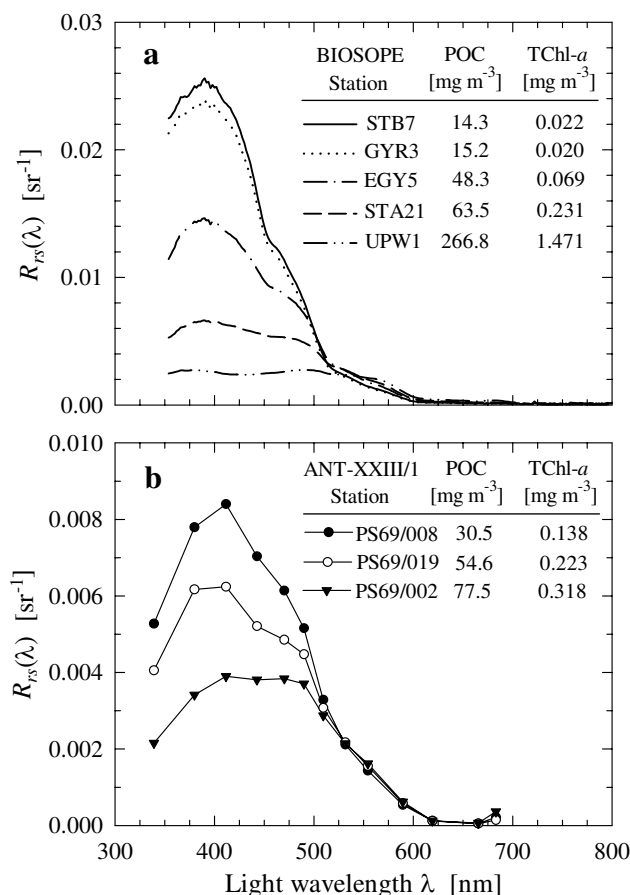 a
BIOSOPE POC TChl-a
Station [mg m⁻³] [mg m⁻³]
STB7 14.3 0.022
GYR3 15.2 0.020
EGY5 48.3 0.069
STA21 63.5 0.231
UPW1 266.8 1.471
0.03
0.02
0.01
0.00
Rrs(λ) [sr⁻¹]
b
ANT-XXIII/1 POC TChl-a
Station [mg m⁻³] [mg m⁻³]
PS69/008 30.5 0.138
PS69/019 54.6 0.223
PS69/002 77.5 0.318
0.010
0.008
0.006
0.004
0.002
0.000
Rrs(λ) [sr⁻¹]
300 400 500 600 700 800
Light wavelength λ [nm]